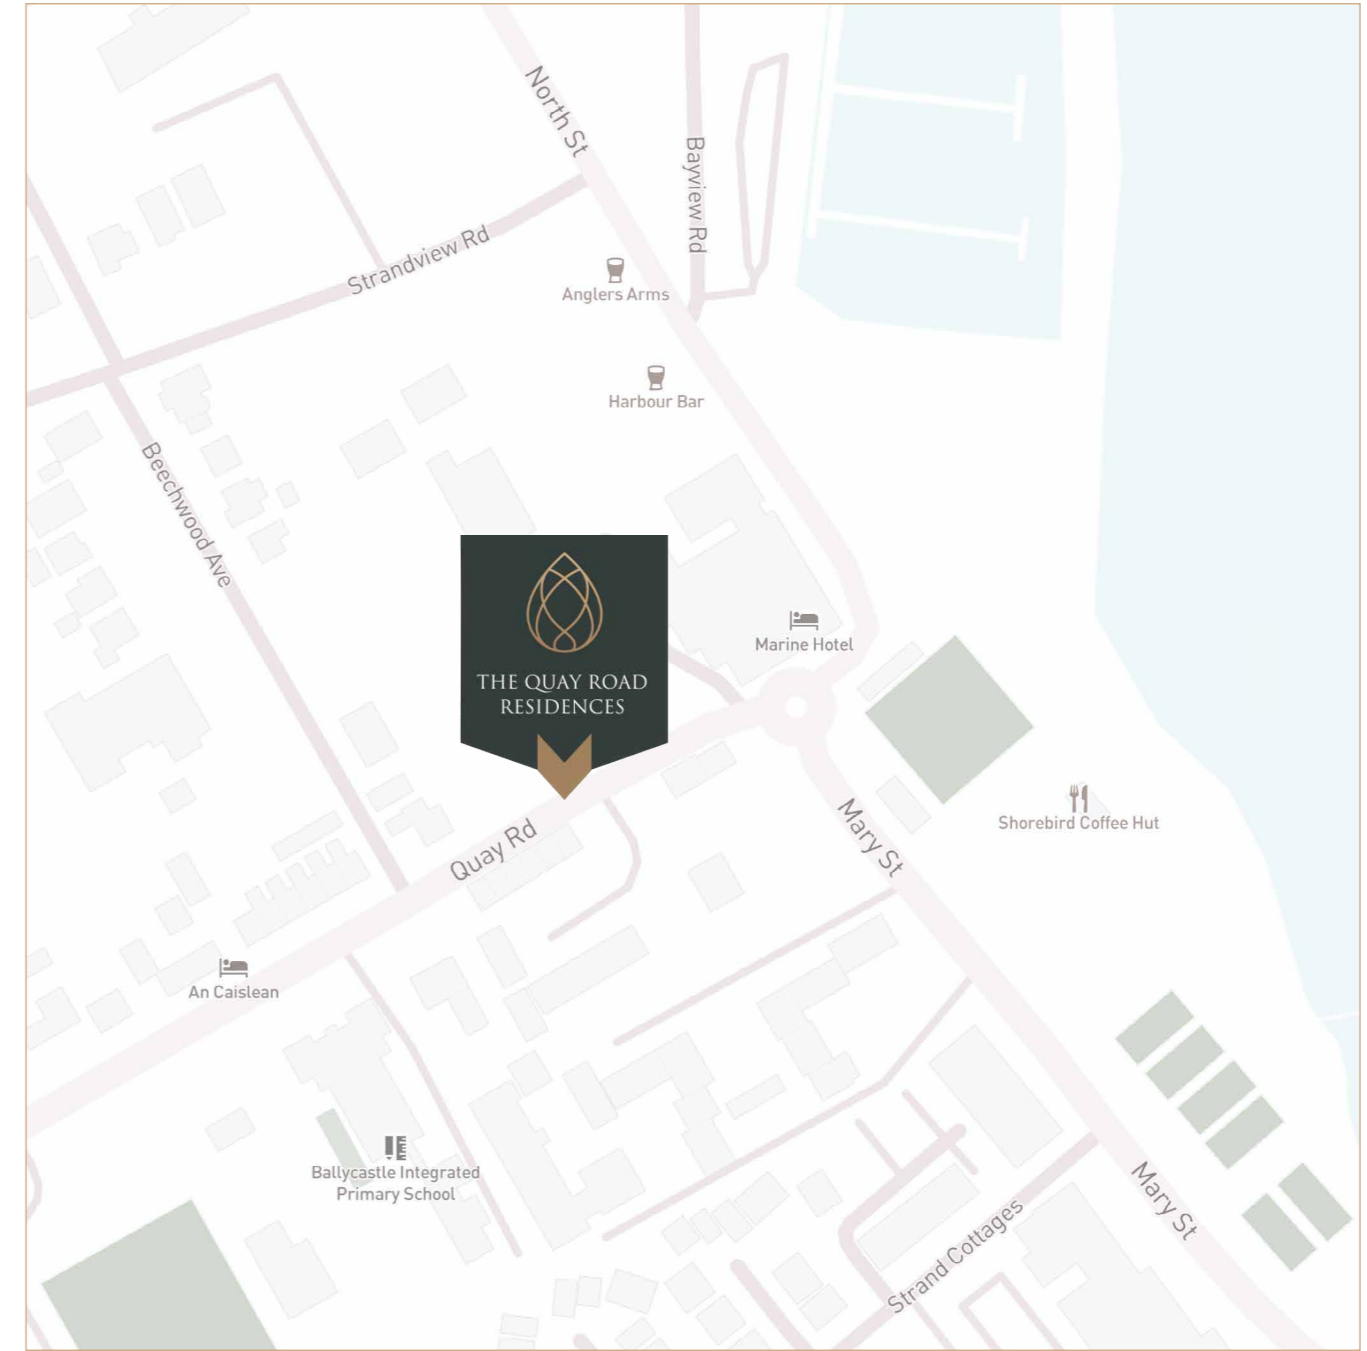 North St
Bayview Rd
Strandview Rd
Anglers Arms
Harbour Bar
Beechwood Ave
THE QUAY ROAD
RESIDENCES
Marine Hotel
Shorebird Coffee Hut
Mary St
Quay Rd
An Caislean
Ballycastle Integrated
Primary School
Mary St
Strand Cottages